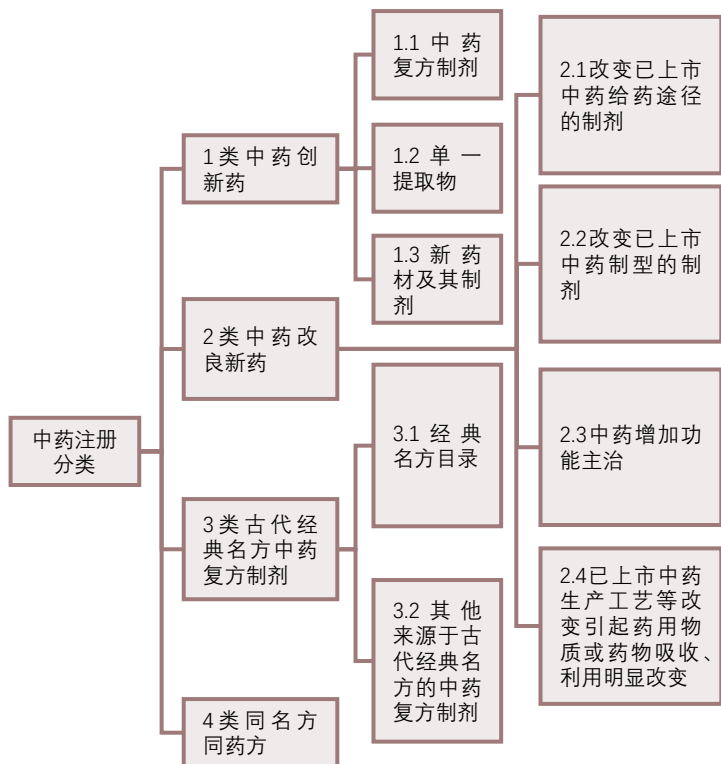 中药注册
分类
1类中药创
新药
2类中药改
良新药
3类古代经
典名方中药
复方制剂
4类同名方
同药方
1.1中药
复方制剂
1.2单一
提取物
1.3新药
材及其制
剂
3.1经典
名方目录
3.2其他
来源于古
代经典名
方的中药
复方制剂
2.1改变已上市
中药给药途径
的制剂
2.2改变已上市
中药制型的制
剂
2.3中药增加功
能主治
2.4已上市中药
生产工艺等改
变引起药用物
质或药物吸收、
利用明显改变